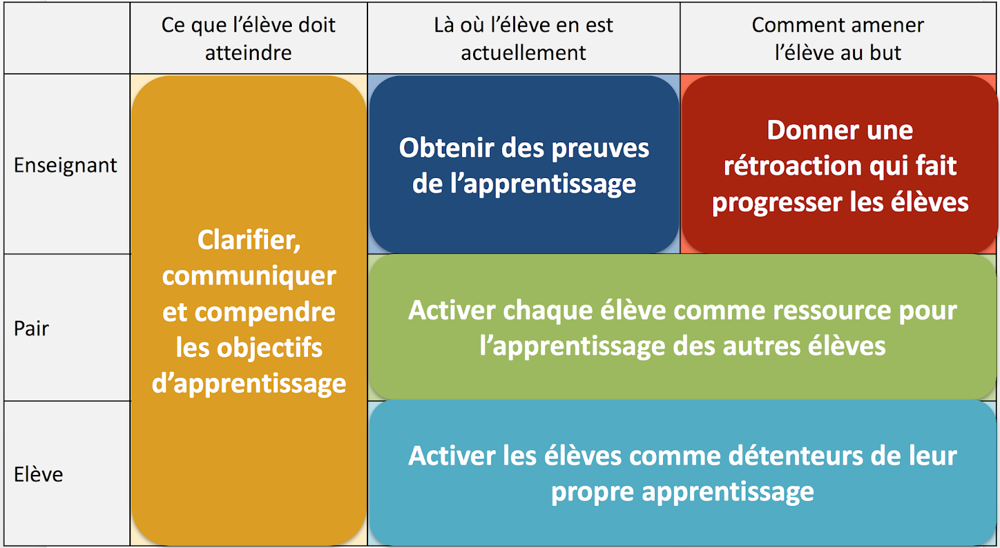 Ce que l’élève doit
atteindre
Là où l’élève en est
actuellement
Comment amener
l’élève au but
Enseignant
Clarifier,
communiquer
et compendre
les objectifs
d’apprentissage
Obtenir des preuves
de l’apprentissage
Donner une
rétroaction qui fait
progresser les élèves
Pair
Activer chaque élève comme ressource pour
l’apprentissage des autres élèves
Elève
Activer les élèves comme détenteurs de leur
propre apprentissage